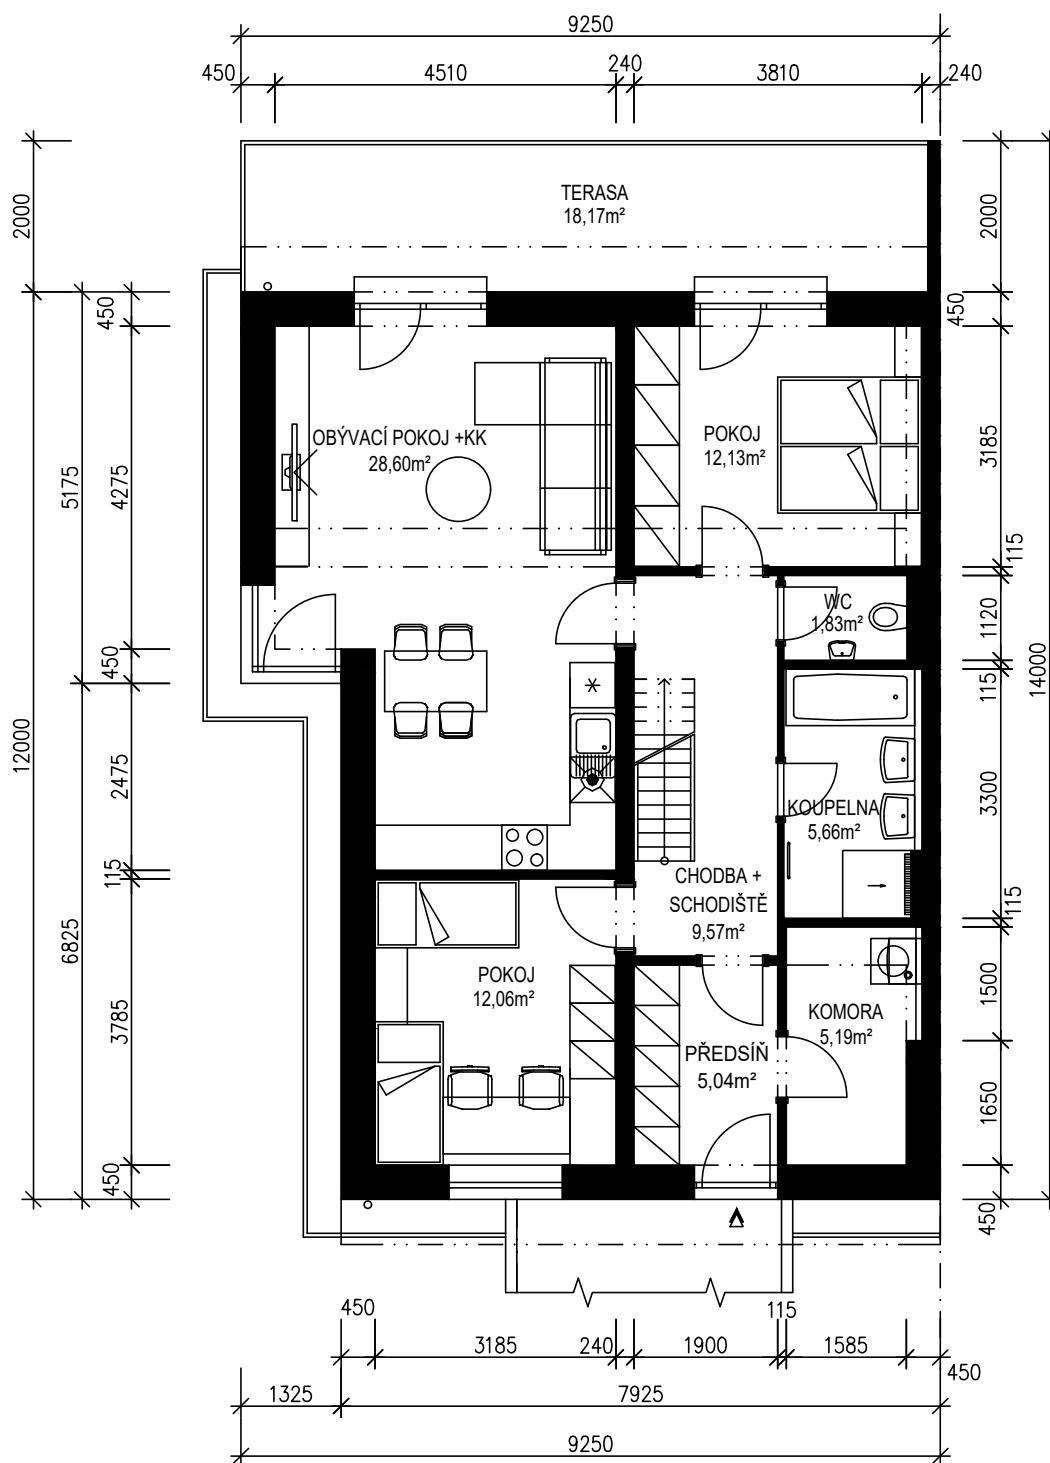 9250
450
4510
240
3810
240
2000
12000
5175
450
4275
450
6825
2475
115
3785
450
2000
450
3185
115
1120
115
3300
115
1500
1650
450
14000
TERASA
18,17m²
OBÝVACÍ POKOJ +KK
28,60m²
POKOJ
12,13m²
WC
1,83m²
KOUPELNA
5,66m²
CHODBA +
SCHODIŠTĚ
9,57m²
POKOJ
12,06m²
PŘEDSÍŇ
5,04m²
KOMORA
5,19m²
450
3185
240
1900
115
1585
450
1325
7925
9250